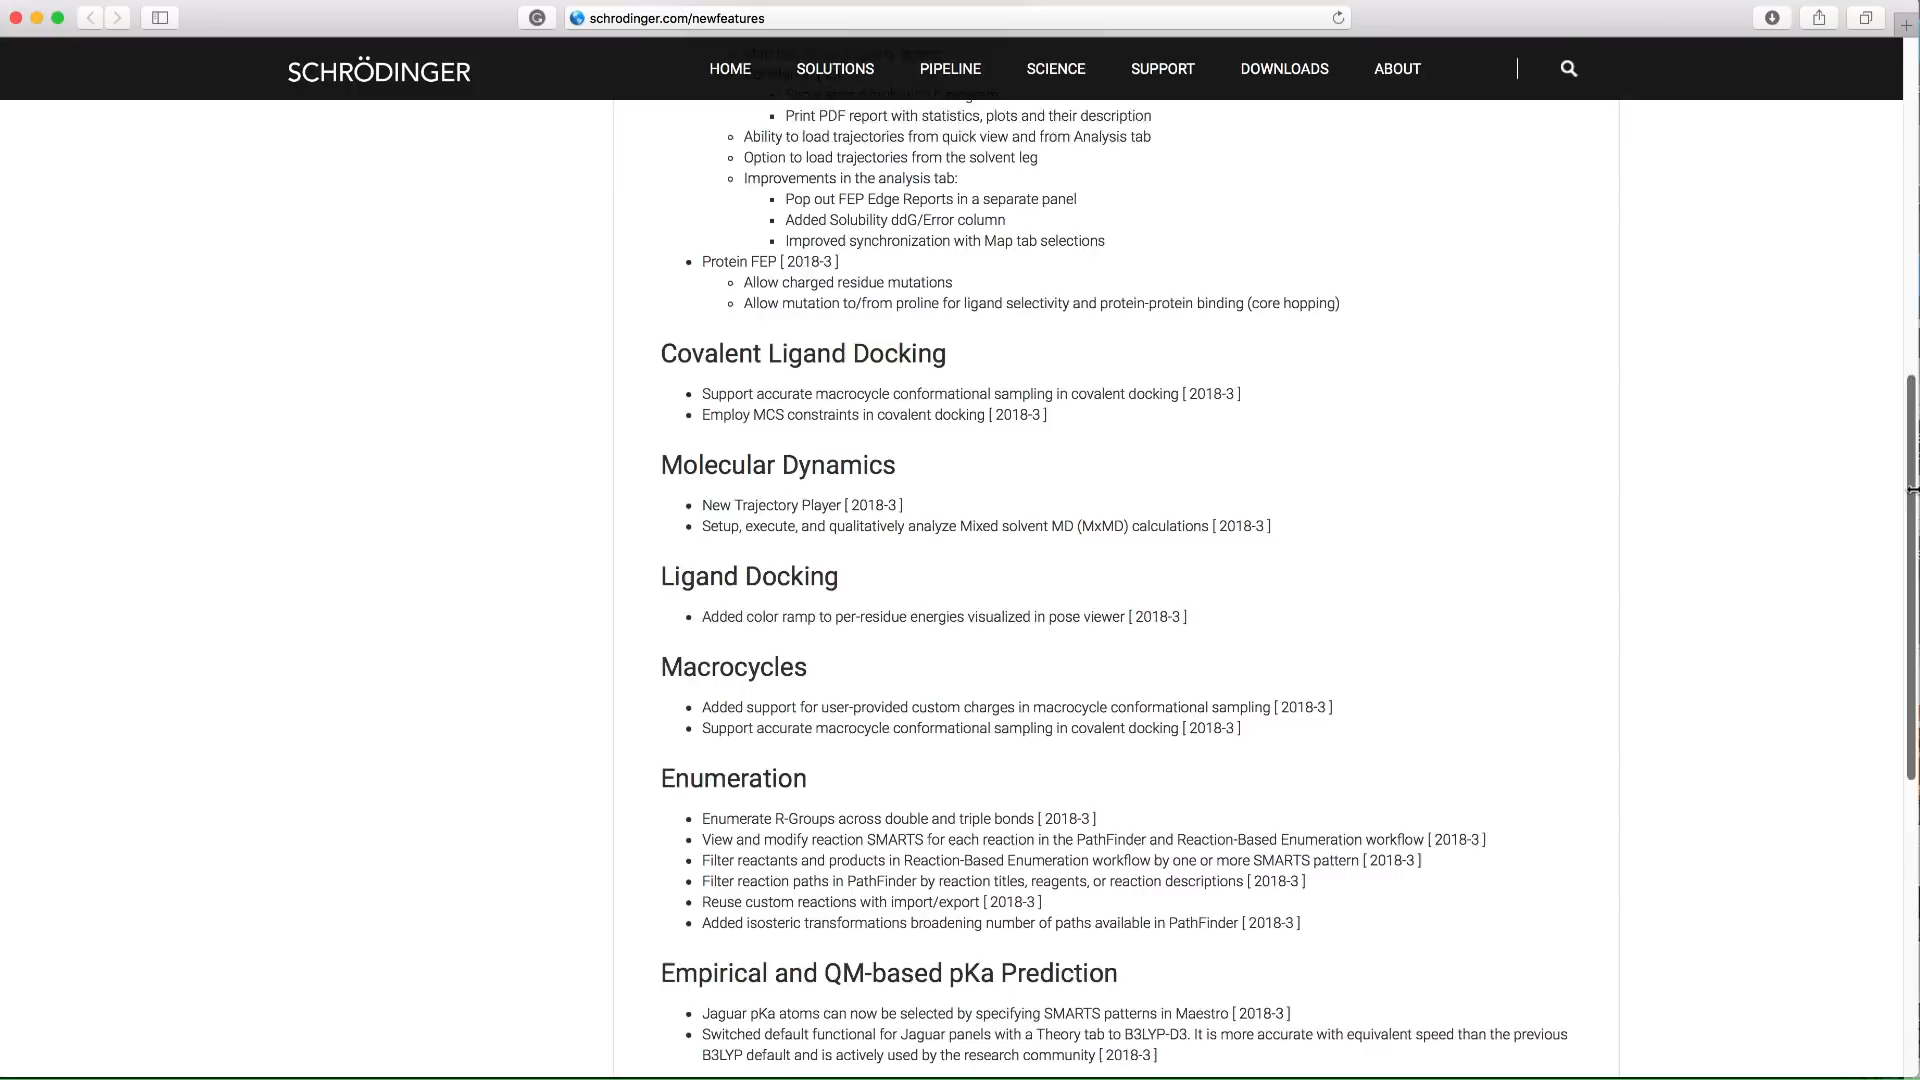 schrodinger.com/newfeatures
SCHRÖDINGER
HOME SOLUTIONS PIPELINE SCIENCE SUPPORT DOWNLOADS ABOUT
Print PDF report with statistics, plots and their description
Ability to load trajectories from quick view and from Analysis tab
Option to load trajectories from the solvent leg
Improvements in the analysis tab:
Pop out FEP Edge Reports in a separate panel
Added Solubility ddG/Error column
Improved synchronization with Map tab selections
Protein FEP [ 2018-3 ]
Allow charged residue mutations
Allow mutation to/from proline for ligand selectivity and protein-protein binding (core hopping)
Covalent Ligand Docking
Support accurate macrocycle conformational sampling in covalent docking [ 2018-3 ]
Employ MCS constraints in covalent docking [ 2018-3 ]
Molecular Dynamics
New Trajectory Player [ 2018-3 ]
Setup, execute, and qualitatively analyze Mixed solvent MD (MxMD) calculations [ 2018-3 ]
Ligand Docking
Added color ramp to per-residue energies visualized in pose viewer [ 2018-3 ]
Macrocycles
Added support for user-provided custom charges in macrocycle conformational sampling [ 2018-3 ]
Support accurate macrocycle conformational sampling in covalent docking [ 2018-3 ]
Enumeration
Enumerate R-Groups across double and triple bonds [ 2018-3 ]
View and modify reaction SMARTS for each reaction in the PathFinder and Reaction-Based Enumeration workflow [ 2018-3 ]
Filter reactants and products in Reaction-Based Enumeration workflow by one or more SMARTS pattern [ 2018-3 ]
Filter reaction paths in PathFinder by reaction titles, reagents, or reaction descriptions [ 2018-3 ]
Reuse custom reactions with import/export [ 2018-3 ]
Added isosteric transformations broadening number of paths available in PathFinder [ 2018-3 ]
Empirical and QM-based pKa Prediction
Jaguar pKa atoms can now be selected by specifying SMARTS patterns in Maestro [ 2018-3 ]
Switched default functional for Jaguar panels with a Theory tab to B3LYP-D3. It is more accurate with equivalent speed than the previous
B3LYP default and is actively used by the research community [ 2018-3 ]